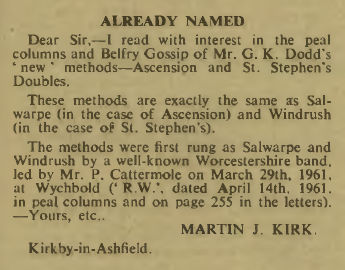 ALREADY NAMED
Dear Sir,—I read with interest in the peal
columns and Belfry Gossip of Mr. G. K. Dodd's
‘ new ’ methods—Ascension and St. Stephen's
Doubles.
These methods are exactly the same as Sal-
warpe (in the case of Ascension) and Windrush
(in the case of St. Stephen's).
The methods were first rung as Salwarpe and
Windrush by a well-known Worcestershire band,
led by Mr. P. Cattermole on March 29th, 1961,
at Wychbold (‘ R.W.’, dated April 14th, 1961,
in peal columns and on page 255 in the letters).
—Yours, etc.,
MARTIN J. KIRK.
Kirkby-in-Ashfield.